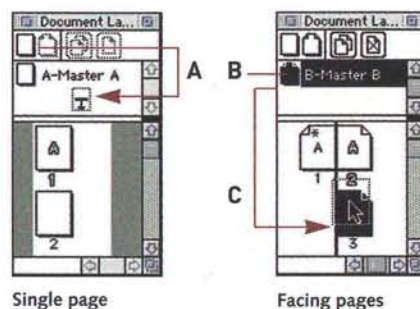 Document La...
A-Master A
A
A
1
2
Single page
Document La...
B
B-Master B
C
* A
A
1
2
3
Facing pages